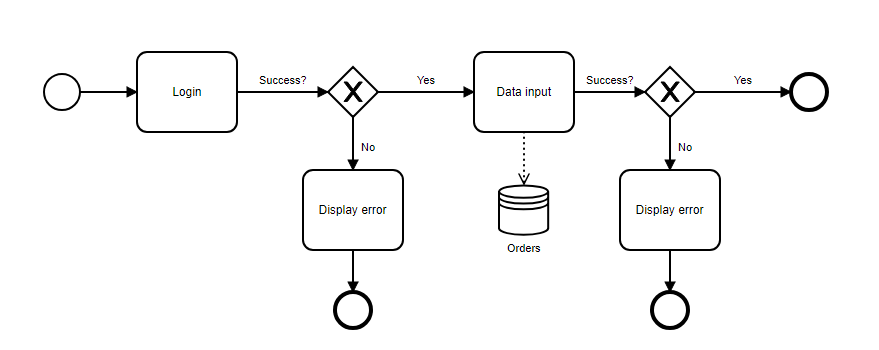 Login
Success?
Yes
Data input
Success?
Yes
No
No
Display error
Display error
Orders